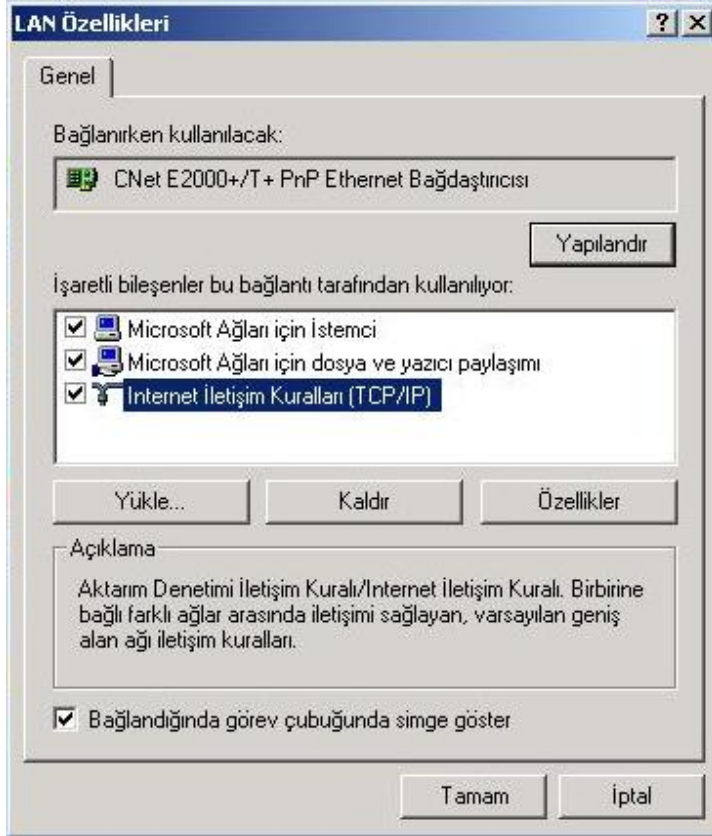 LAN Özellikleri
Genel
Bağlanırken kullanılacak:
CNet E2000+/T+ PnP Ethernet Bağdaştırıcısı
Yapılandır
İşaretli bileşenler bu bağlantı tarafından kullanılıyor:
Microsoft Ağları için İstemci
Microsoft Ağları için dosya ve yazıcı paylaşımı
Internet İletişim Kuralları (TCP/IP)
Yükle... Kaldır Özellikler
Açıklama
Aktarım Denetimi İletişim Kuralı/Internet İletişim Kuralı. Birbirine
bağlı farklı ağlar arasında iletişimi sağlayan, varsayılan geniş
alan ağı iletişim kuralları.
Bağlandığında görev çubuğunda simge göster
Tamam İptal